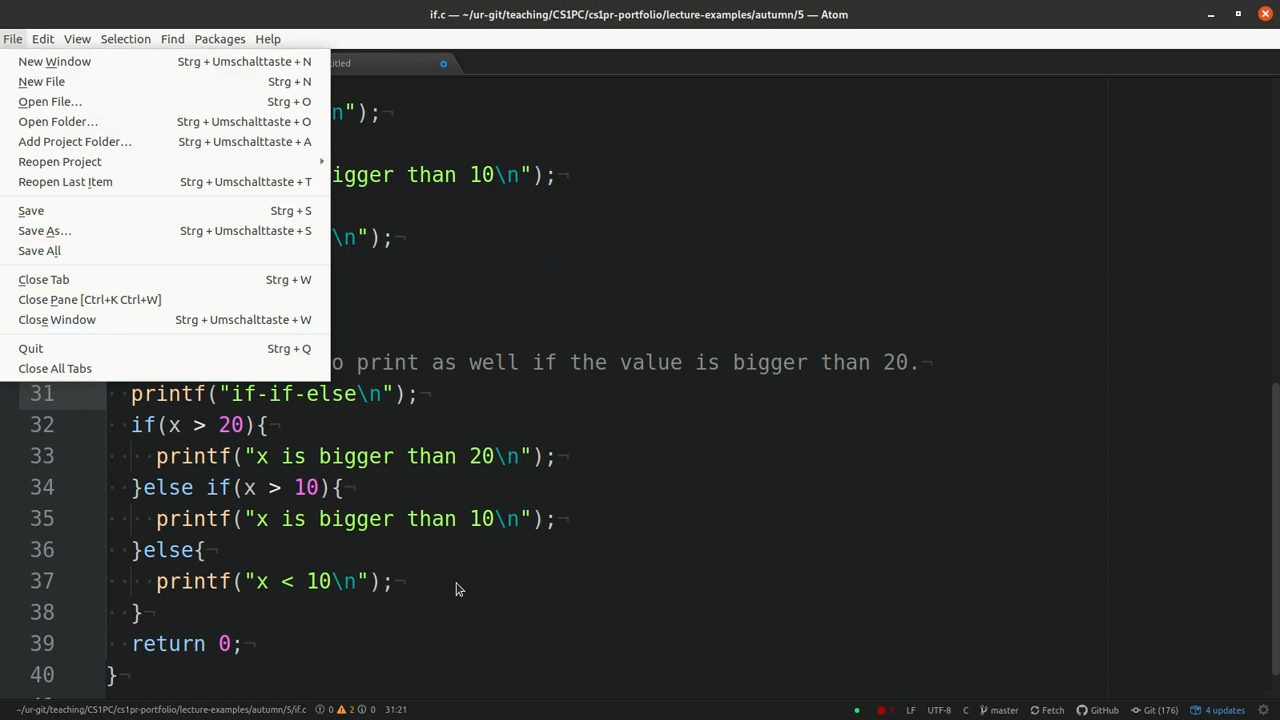 if.c — ~/ur-git/teaching/CS1PC/cs1pr-portfolio/lecture-examples/autumn/5 — Atom
File Edit View Selection Find Packages Help
New Window Strg + Umschalttaste + N
New File Strg + N
Open File… Strg + O
Open Folder… Strg + Umschalttaste + O
Add Project Folder… Strg + Umschalttaste + A
Reopen Project
Reopen Last Item Strg + Umschalttaste + T
Save Strg + S
Save As… Strg + Umschalttaste + S
Save All
Close Tab Strg + W
Close Pane [Ctrl+K Ctrl+W]
Close Window Strg + Umschalttaste + W
Quit Strg + Q
Close All Tabs
titled
n");¬
igger than 10\n");¬
\n");¬
o print as well if the value is bigger than 20.
31 printf("if-if-else\n");¬
32 if(x > 20){¬
33 printf("x is bigger than 20\n");¬
34 }else if(x > 10){¬
35 printf("x is bigger than 10\n");¬
36 }else{¬
37 printf("x < 10\n");¬
38 }¬
39 return 0;¬
40 }¬
~/ur-git/teaching/CS1PC/cs1pr-portfolio/lecture-examples/autumn/5/if.c 0 2 0 31:21 LF UTF-8 C master Fetch GitHub Git (176) 4 updates